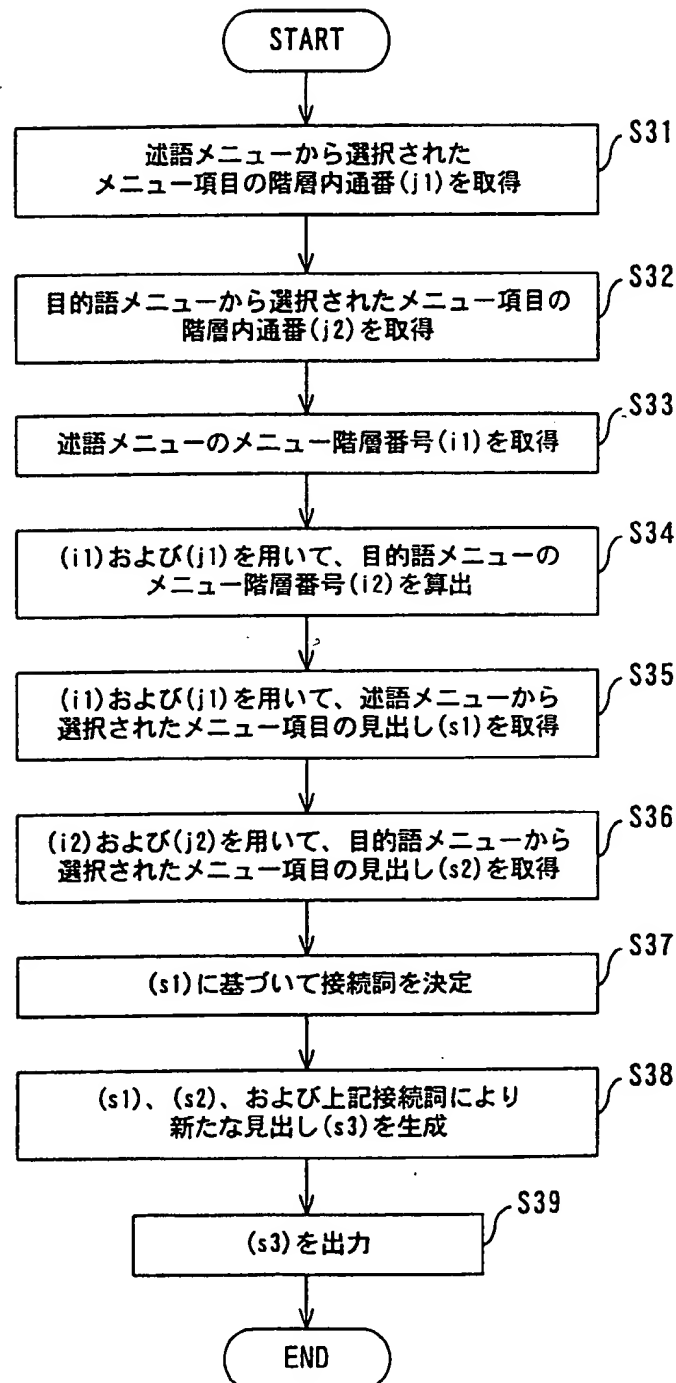 START
S31
述語メニューから選択された
メニュー項目の階層内通番(j1)を取得
S32
目的語メニューから選択されたメニュー項目の
階層内通番(j2)を取得
S33
述語メニューのメニュー階層番号(i1)を取得
S34
(i1)および(j1)を用いて、目的語メニューの
メニュー階層番号(i2)を算出
S35
(i1)および(j1)を用いて、述語メニューから
選択されたメニュー項目の見出し(s1)を取得
S36
(i2)および(j2)を用いて、目的語メニューから
選択されたメニュー項目の見出し(s2)を取得
S37
(s1)に基づいて接続詞を決定
S38
(s1)、(s2)、および上記接続詞により
新たな見出し(s3)を生成
S39
(s3)を出力
END